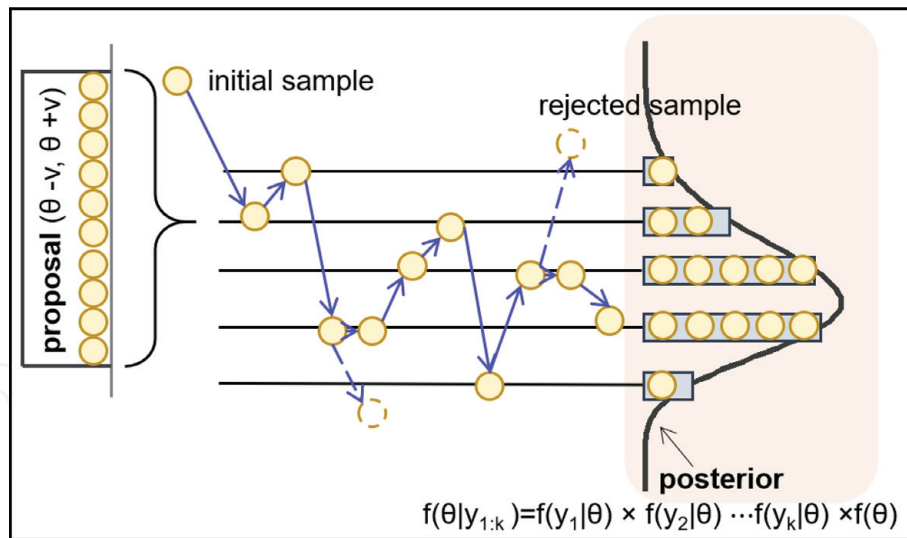 proposal (θ -v, θ +v)
initial sample
rejected sample
posterior
f(θ|y₁:ₖ)=f(y₁|θ) × f(y₂|θ) ⋯f(yₖ|θ) ×f(θ)